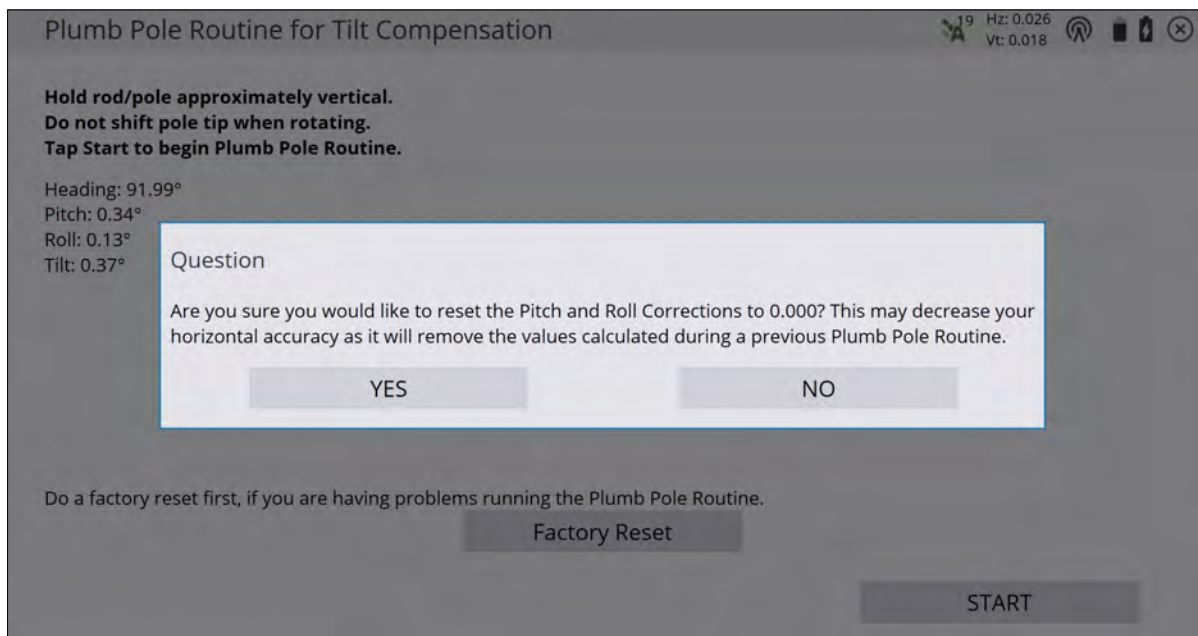 Plumb Pole Routine for Tilt Compensation
19
Hz: 0.026
Vt: 0.018
Hold rod/pole approximately vertical.
Do not shift pole tip when rotating.
Tap Start to begin Plumb Pole Routine.
Heading: 91.99°
Pitch: 0.34°
Roll: 0.13°
Tilt: 0.37°
Question
Are you sure you would like to reset the Pitch and Roll Corrections to 0.000? This may decrease your
horizontal accuracy as it will remove the values calculated during a previous Plumb Pole Routine.
YES
NO
Do a factory reset first, if you are having problems running the Plumb Pole Routine.
Factory Reset
START